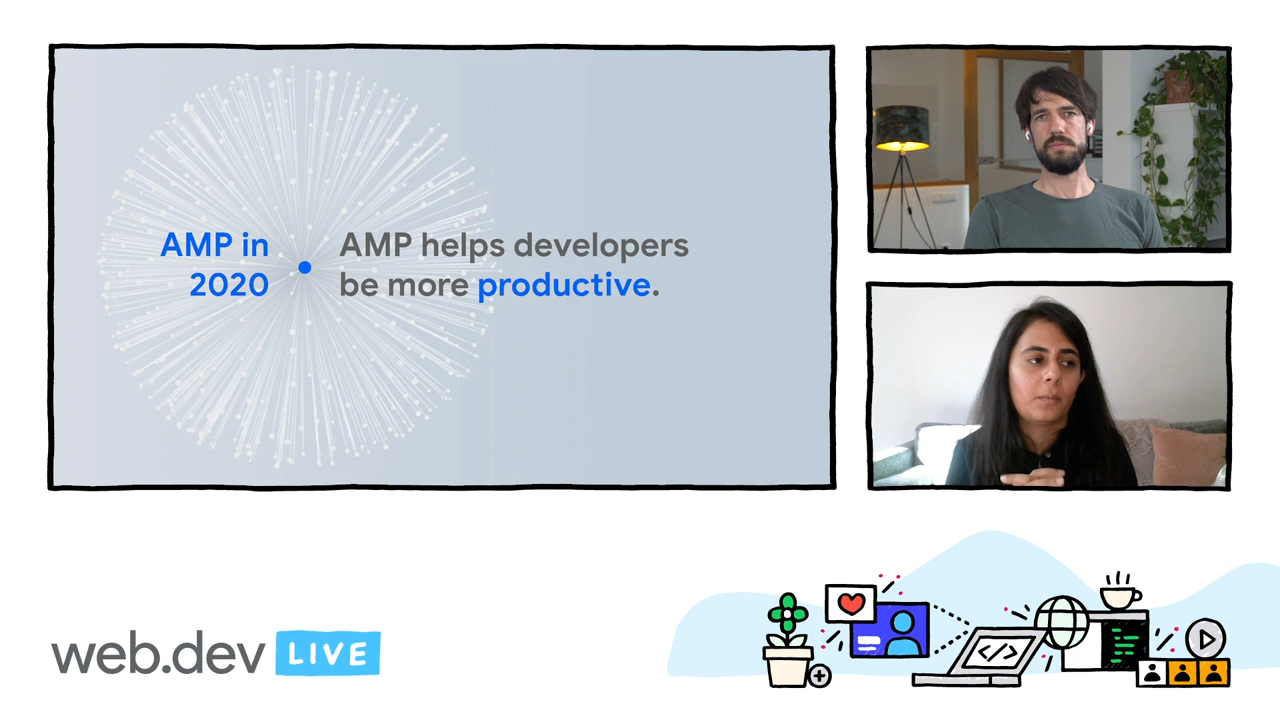 AMP in
2020
AMP helps developers
be more productive.
web.dev LIVE
</>